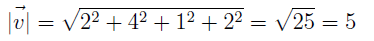 |v⃗| = √(2² + 4² + 1² + 2²) = √25 = 5